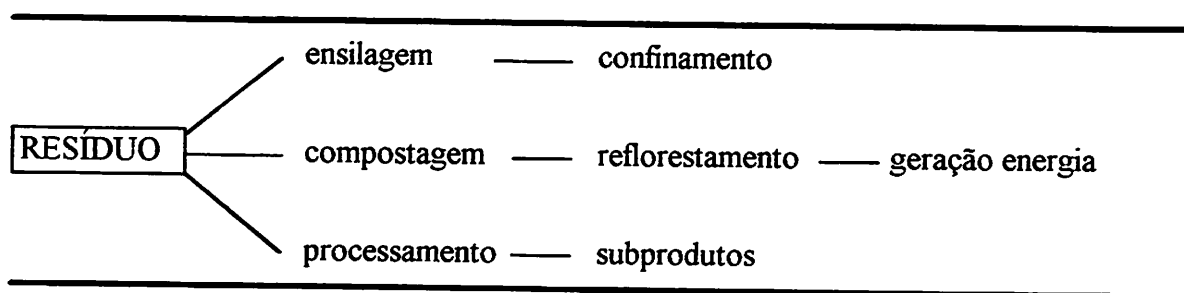 ensilagem confinamento
RESÍDUO compostagem reflorestamento geração energia
processamento subprodutos